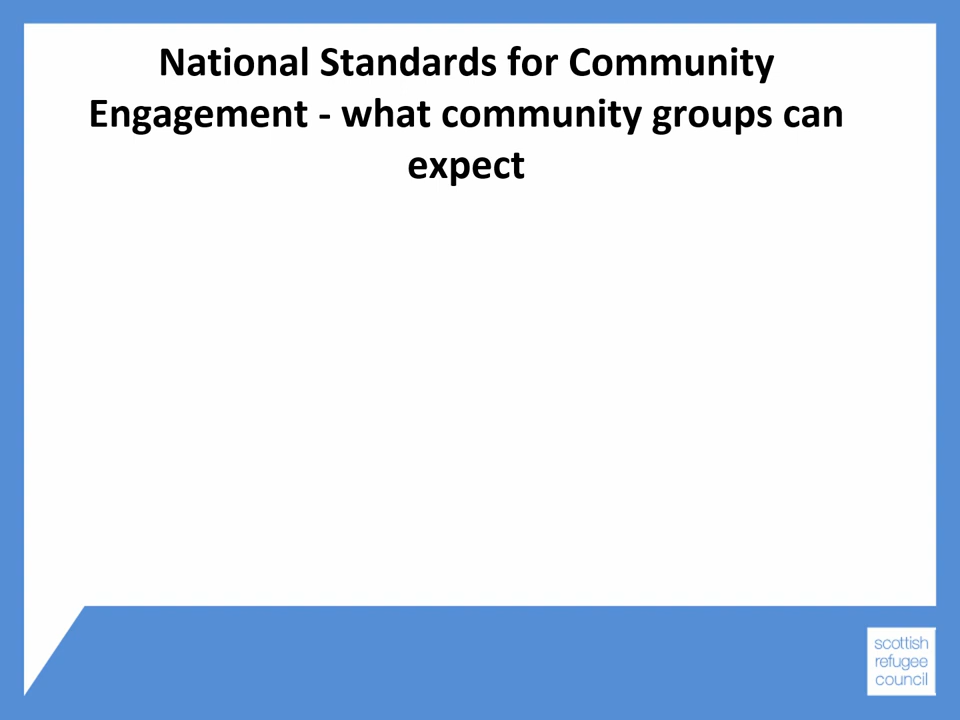 National Standards for Community
Engagement - what community groups can
expect
scottish
refugee
council